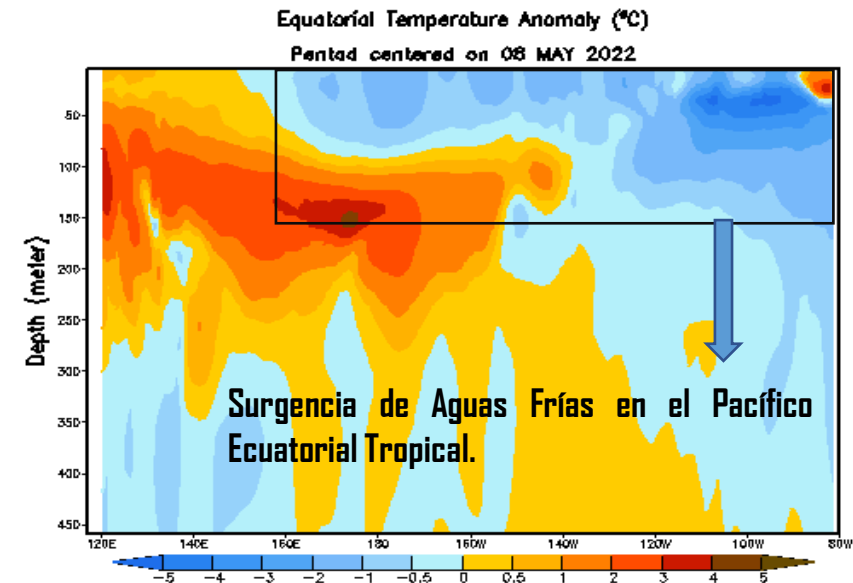 Equatorial Temperature Anomaly (°C)
Pentad centered on 08 MAY 2022
Depth (meter)
50
100
150
200
250
300
350
400
450
Surgencia de Aguas Frías en el Pacífico
Ecuatorial Tropical.
120E 140E 160E 180 160W 140W 120W 100W 80W
-5 -4 -3 -2 -1 -0.5 0 0.5 1 2 3 4 5